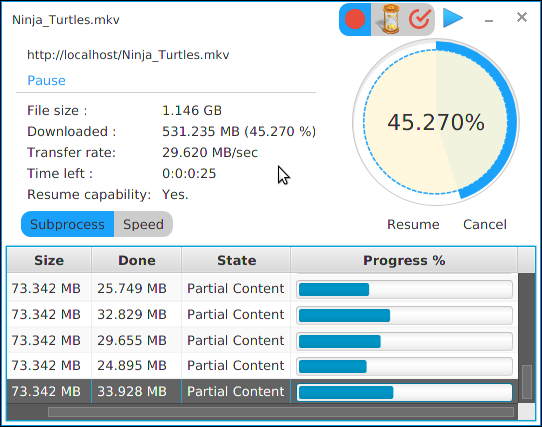 Ninja_Turtles.mkv
http://localhost/Ninja_Turtles.mkv
Pause
File size : 1.146 GB
Downloaded : 531.235 MB (45.270 %)
Transfer rate: 29.620 MB/sec
Time left : 0:0:0:25
Resume capability: Yes.
45.270%
Resume Cancel
Subprocess Speed
Size Done State Progress %
73.342 MB 25.749 MB Partial Content
73.342 MB 32.829 MB Partial Content
73.342 MB 29.655 MB Partial Content
73.342 MB 24.895 MB Partial Content
73.342 MB 33.928 MB Partial Content